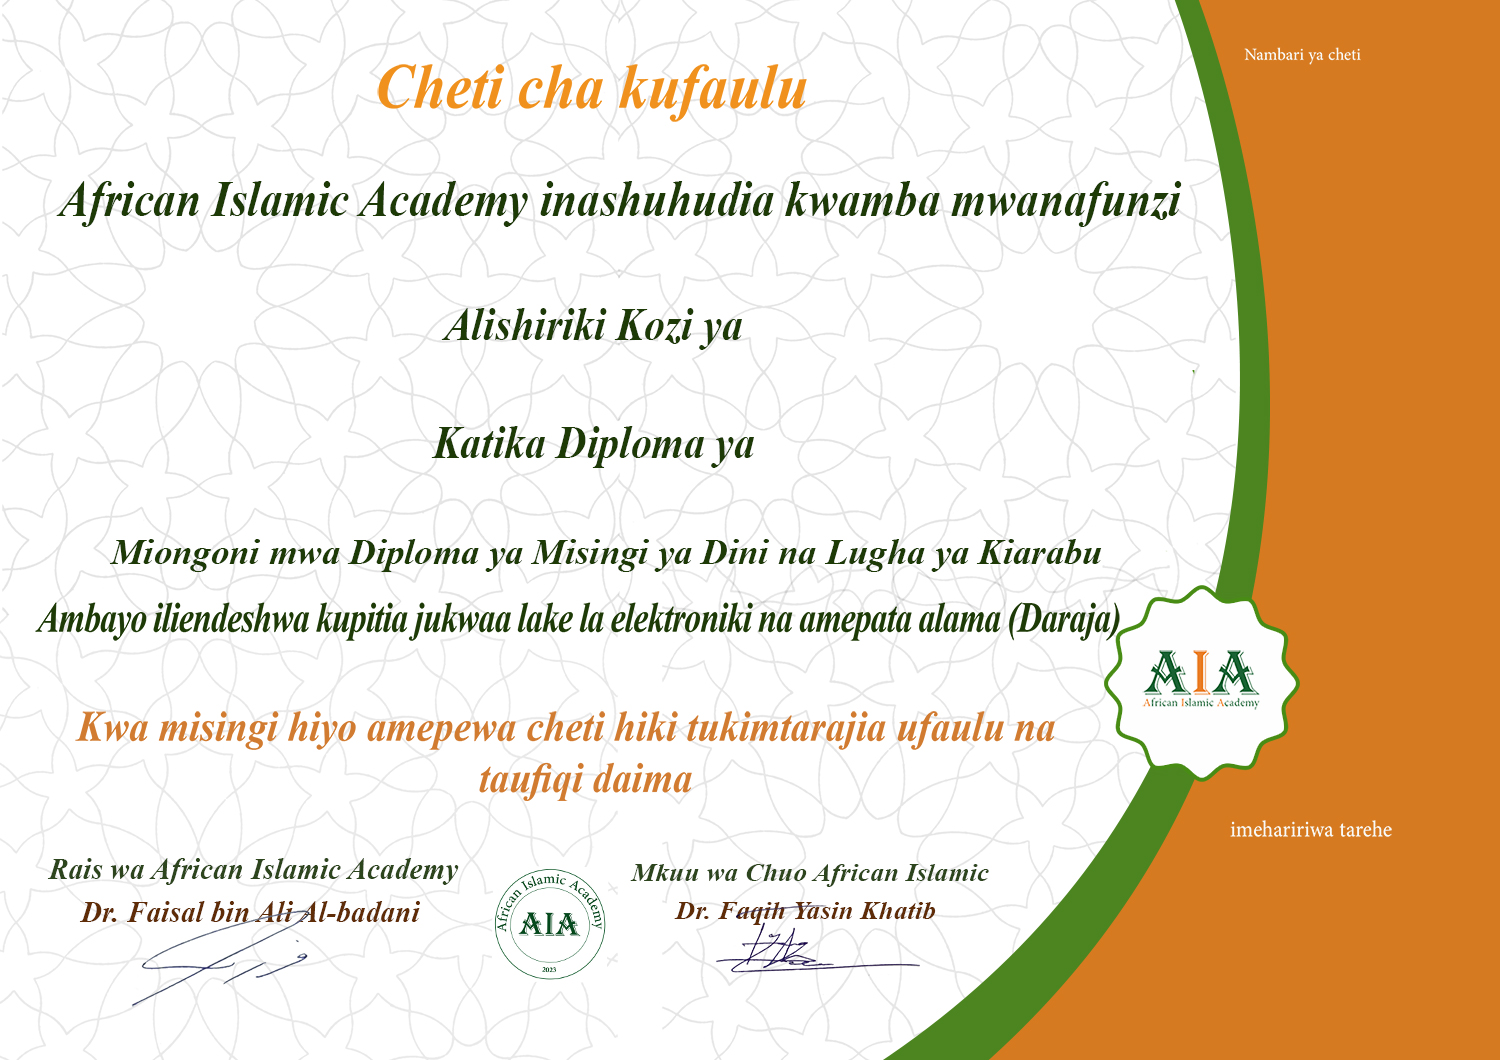 Nambari ya cheti
Cheti cha kufaulu
African Islamic Academy inashuhudia kwamba mwanafunzi
Alishiriki Kozi ya
Katika Diploma ya
Miongoni mwa Diploma ya Misingi ya Dini na Lugha ya Kiarabu
Ambayo iliendeshwa kupitia jukwaa lake la elektroniki na amepata alama (Daraja)
AIA
African Islamic Academy
Kwa misingi hiyo amepewa cheti hiki tukimtarajia ufaulu na
taufiqi daima
imehaririwa tarehe
Rais wa African Islamic Academy
Dr. Faisal bin Ali Al-badani
African Islamic Academy
AIA
2023
Mkuu wa Chuo African Islamic
Dr. Faqih Yasin Khatib